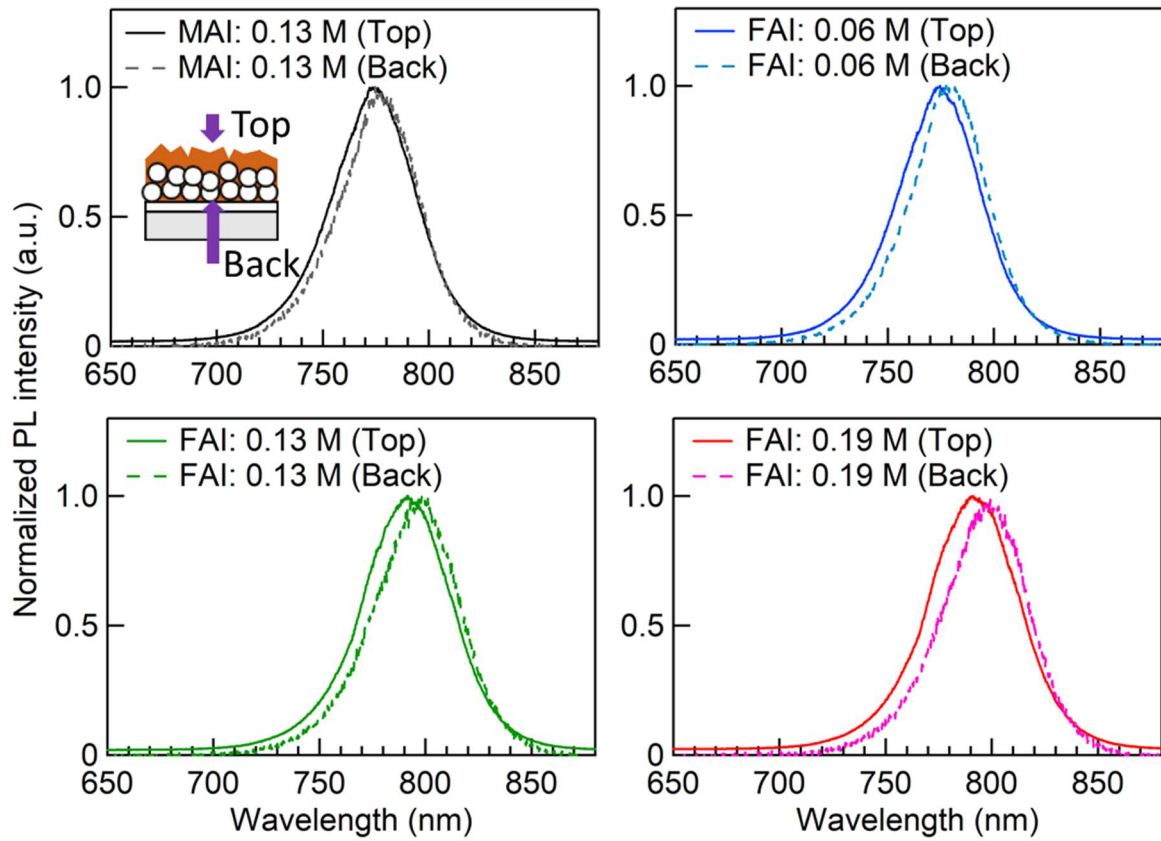 MAI: 0.13 M (Top)
MAI: 0.13 M (Back)
1.0
0.5
0
Top
Back
650 700 750 800 850
FAI: 0.06 M (Top)
FAI: 0.06 M (Back)
1.0
0.5
0
650 700 750 800 850
Normalized PL intensity (a.u.)
FAI: 0.13 M (Top)
FAI: 0.13 M (Back)
1.0
0.5
0
650 700 750 800 850
Wavelength (nm)
FAI: 0.19 M (Top)
FAI: 0.19 M (Back)
1.0
0.5
0
650 700 750 800 850
Wavelength (nm)